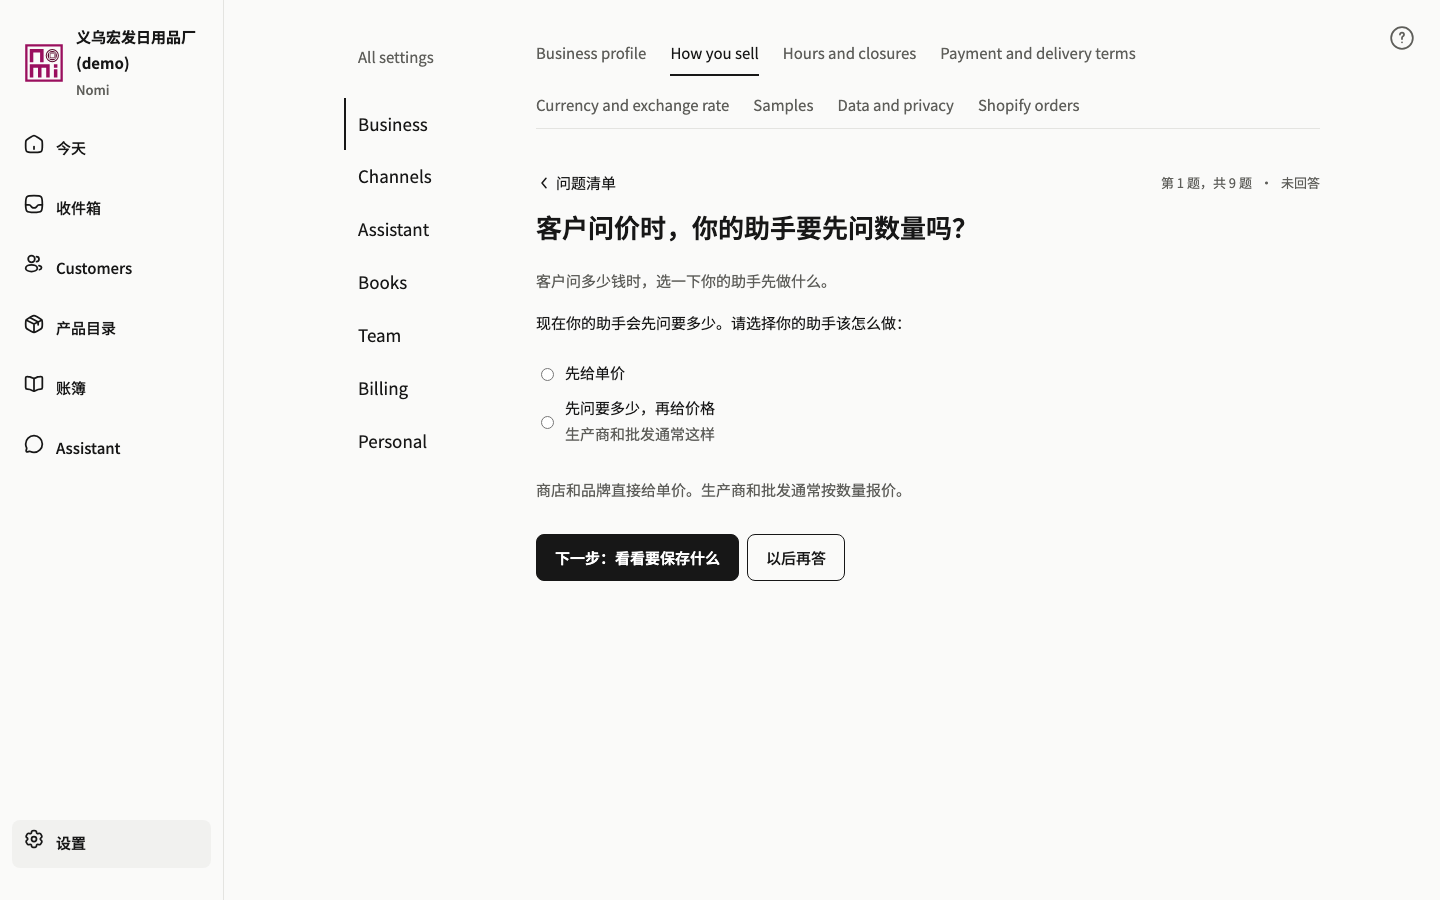 义乌宏发日用品厂
(demo)
Nomi
今天
收件箱
Customers
产品目录
账簿
Assistant
设置
All settings
Business
Channels
Assistant
Books
Team
Billing
Personal
Business profile
How you sell
Hours and closures
Payment and delivery terms
Currency and exchange rate
Samples
Data and privacy
Shopify orders
问题清单
第 1 题，共 9 题 · 未回答
客户问价时，你的助手要先问数量吗？
客户问多少钱时，选一下你的助手先做什么。
现在你的助手会先问要多少。请选择你的助手该怎么做：
先给单价
先问要多少，再给价格
生产商和批发通常这样
商店和品牌直接给单价。生产商和批发通常按数量报价。
下一步：看看要保存什么
以后再答